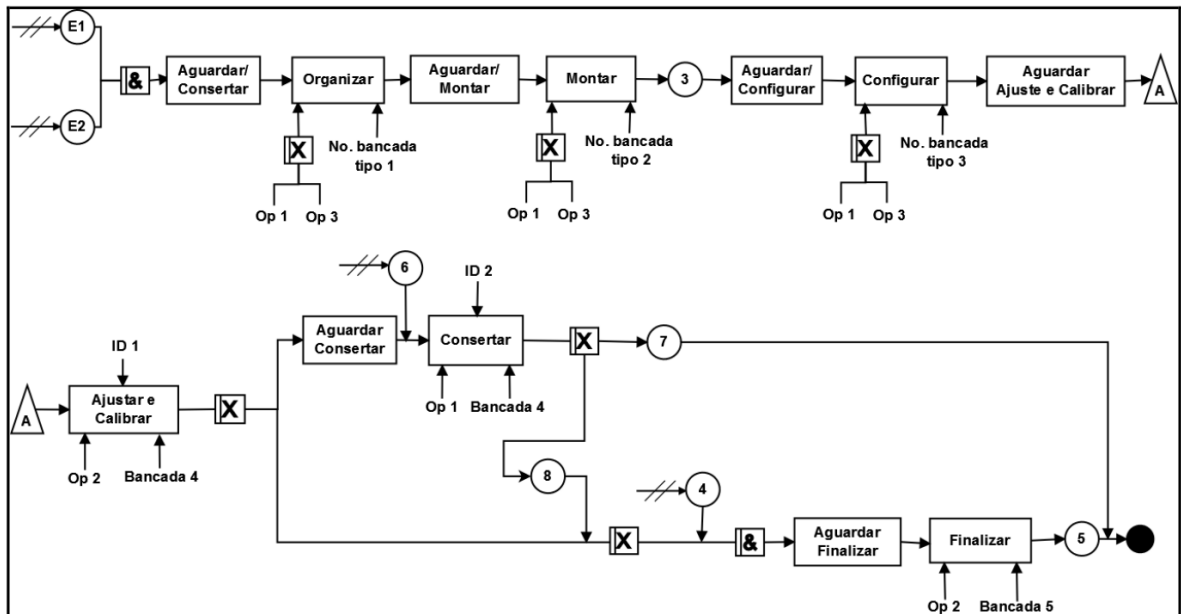 E1
&
Aguardar/
Consertar
Organizar
Aguardar/
Montar
Montar
3
Aguardar/
Configurar
Configurar
Aguardar
Ajuste e Calibrar
A
E2
X
No. bancada
tipo 1
Op 1
Op 3
X
No. bancada
tipo 2
Op 1
Op 3
X
No. bancada
tipo 3
Op 1
Op 3
6
ID 2
Aguardar
Consertar
Consertar
X
7
ID 1
Op 1
Bancada 4
A
Ajustar e
Calibrar
X
Op 2
Bancada 4
8
4
X
&
Aguardar
Finalizar
Finalizar
5
Op 2
Bancada 5